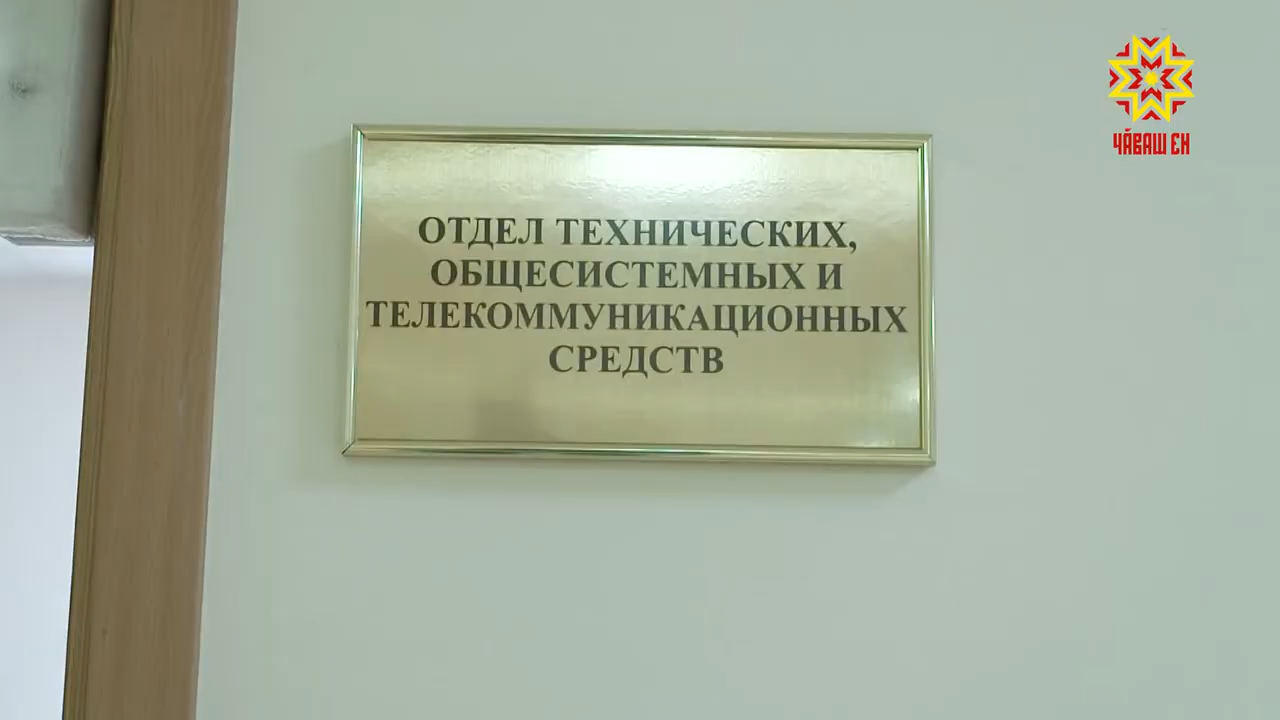 ЧӐВАШ ЕН
ОТДЕЛ ТЕХНИЧЕСКИХ,
ОБЩЕСИСТЕМНЫХ И
ТЕЛЕКОММУНИКАЦИОННЫХ
СРЕДСТВ